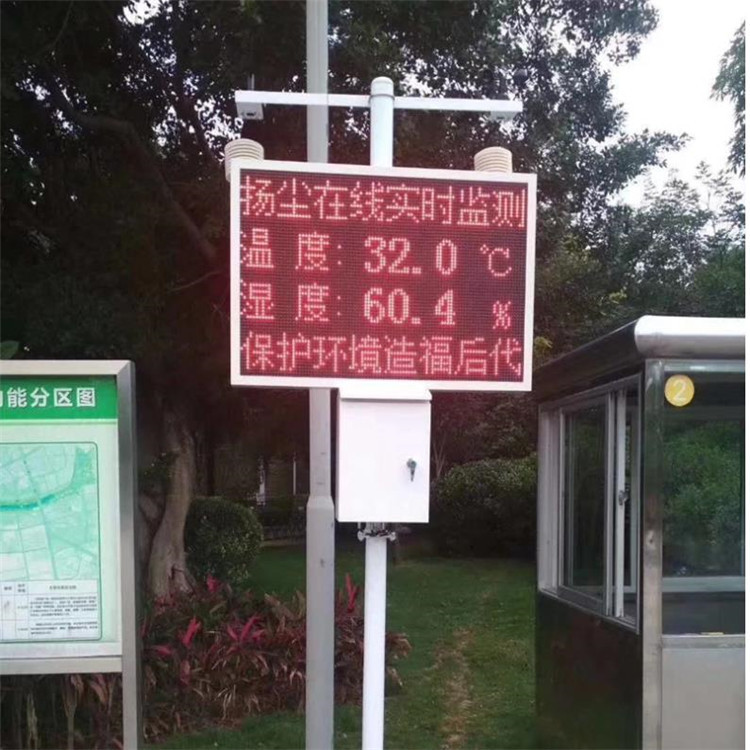 扬尘在线实时监测
温度: 32.0 ℃
湿度: 60.4 %
保护环境造福后代
能分区图
2